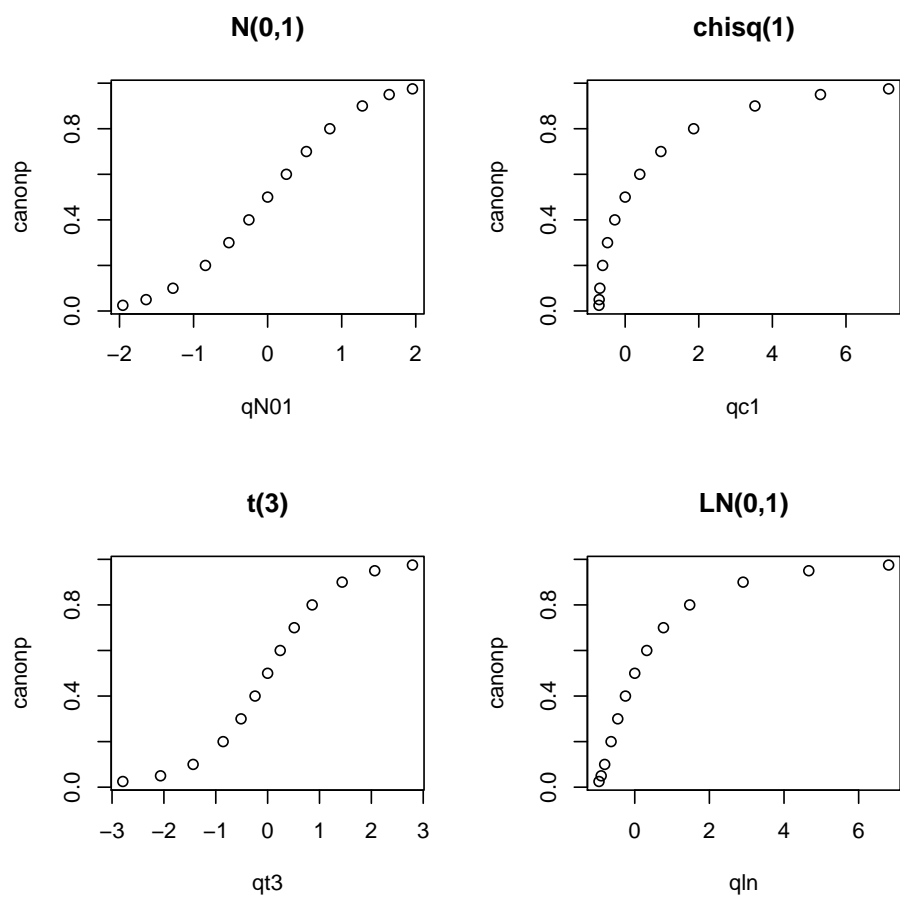 N(0,1)
0.0 0.4 0.8
canonp
−2 −1 0 1 2
qN01
chisq(1)
0.0 0.4 0.8
canonp
0 2 4 6
qc1
t(3)
0.0 0.4 0.8
canonp
−3 −2 −1 0 1 2 3
qt3
LN(0,1)
0.0 0.4 0.8
canonp
0 2 4 6
qln